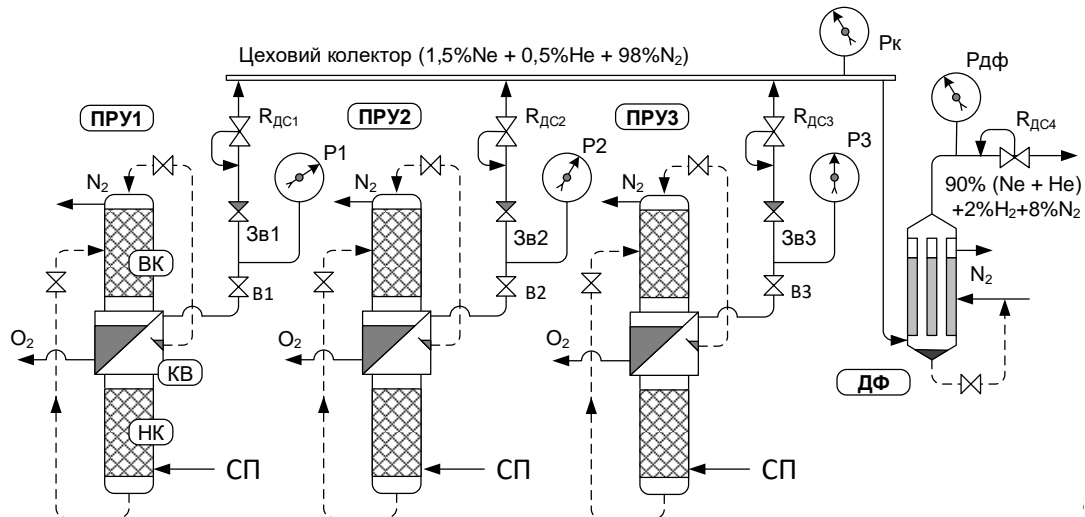 Цеховий колектор (1,5%Ne + 0,5%He + 98%N₂)
Рк
Рдф
ПРУ1
ПРУ2
ПРУ3
R_ДС1
R_ДС2
R_ДС3
R_ДС4
P1
P2
P3
N₂
N₂
N₂
90% (Ne + He)
+2%H₂+8%N₂
Зв1
Зв2
Зв3
ВК
В1
В2
В3
N₂
O₂
O₂
O₂
КВ
ДФ
НК
СП
СП
СП